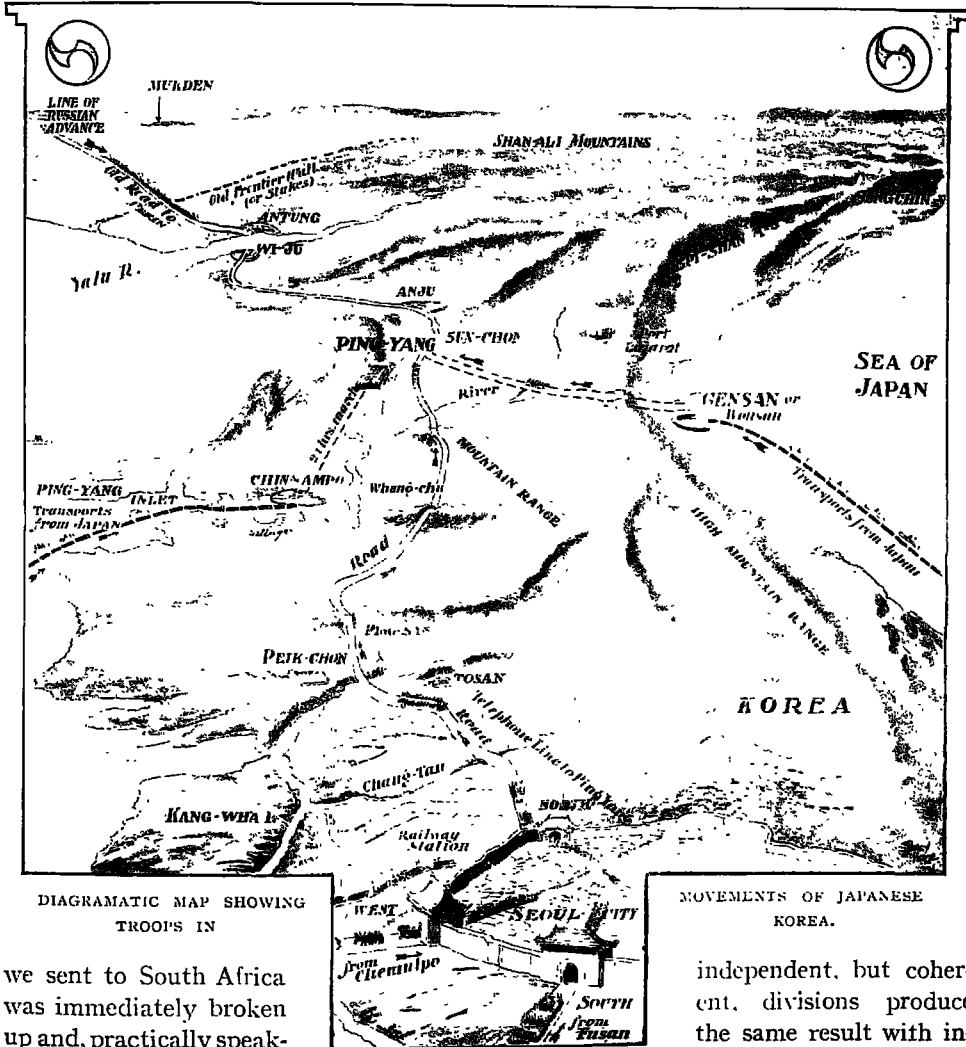 MUKDEN
LINE OF
RUSSIAN
ADVANCE
SHAN-ALI MOUNTAINS
Old Frontier Wall
(or Stakes)
Old Road to
ANTUNG
WI-JU
Yalu R.
ANJU
PING-YANG
SEN-CHON
Port
River
SEA OF
JAPAN
GENSAN or
Wonsan
MOUNTAIN RANGE
PING-YANG INLET
Transports
from JAPAN
CHIN-AMPO
Whang-chu
Transports from Japan
HIGH MOUNTAIN RANGE
Road
PEIK-CHON
TOSAN
KOREA
Telephone Line to Ping Yang
Road
Chang-Tan
KANG-WHA I.
NORTH
Railway
Station
WEST
SEOUL CITY
from
Chemulpo
SOUTH
from
Fusan
DIAGRAMATIC MAP SHOWING
TROOPS IN
MOVEMENTS OF JAPANESE
KOREA.
we sent to South Africa
was immediately broken
up and, practically speak-
independent, but coher-
ent, divisions produce
the same result with in-